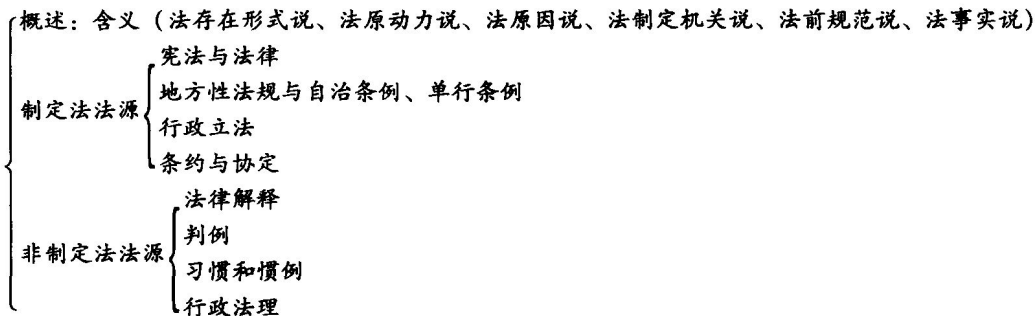 概述：含义（法存在形式说、法原动力说、法原因说、法制定机关说、法前规范说、法事实说）
制定法法源
宪法与法律
地方性法规与自治条例、单行条例
行政立法
条约与协定
非制定法法源
法律解释
判例
习惯和惯例
行政法理